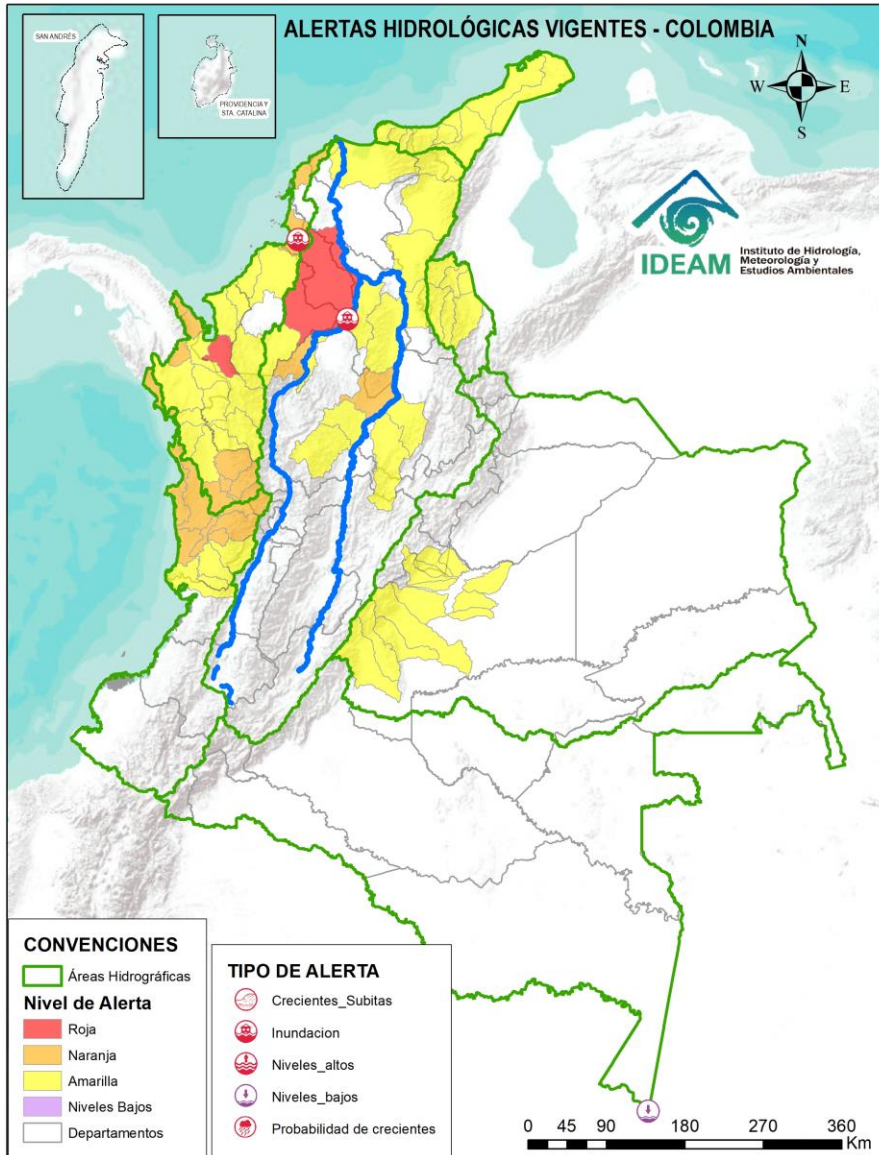 ALERTAS HIDROLÓGICAS VIGENTES - COLOMBIA
SAN ANDRÉS
PROVIDENCIA Y
STA. CATALINA
N
W
E
S
IDEAM
Instituto de Hidrología,
Meteorología y
Estudios Ambientales
CONVENCIONES
Áreas Hidrográficas
Nivel de Alerta
Roja
Naranja
Amarilla
Niveles Bajos
Departamentos
TIPO DE ALERTA
Crecientes_Subitas
Inundacion
Niveles_altos
Niveles_bajos
Probabilidad de crecientes
0 45 90 180 270 360
Km